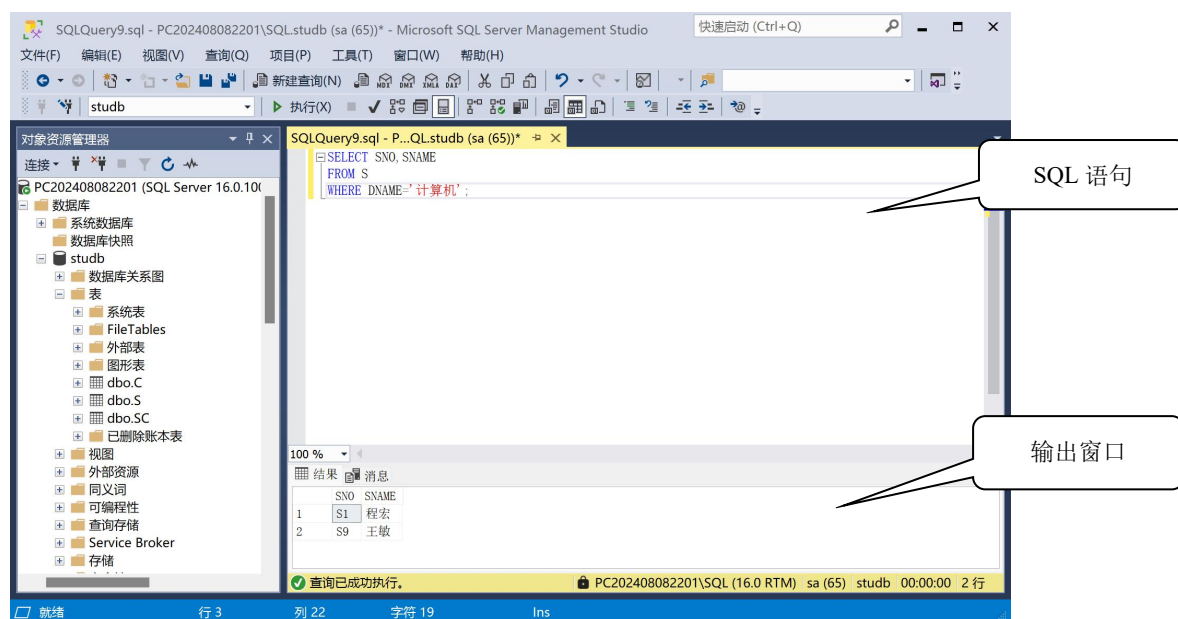 SQLQuery9.sql - PC202408082201\SQL.studb (sa (65))* - Microsoft SQL Server Management Studio
快速启动 (Ctrl+Q)
文件(F) 编辑(E) 视图(V) 查询(Q) 项目(P) 工具(T) 窗口(W) 帮助(H)
新建查询(N) MDX DMX XMLA DAX
studb 执行(X)
对象资源管理器
SQLQuery9.sql - P...QL.studb (sa (65))*
连接
PC202408082201 (SQL Server 16.0.100
数据库
系统数据库
数据库快照
studb
数据库关系图
表
系统表
FileTables
外部表
图形表
dbo.C
dbo.S
dbo.SC
已删除账本表
视图
外部资源
同义词
可编程性
查询存储
Service Broker
存储
SELECT SNO,SNAME
FROM S
WHERE DNAME='计算机';
SQL 语句
100 %
结果 消息
SNO SNAME
1 S1 程宏
2 S9 王敏
输出窗口
查询已成功执行。 PC202408082201\SQL (16.0 RTM) sa (65) studb 00:00:00 2 行
就绪 行 3 列 22 字符 19 Ins